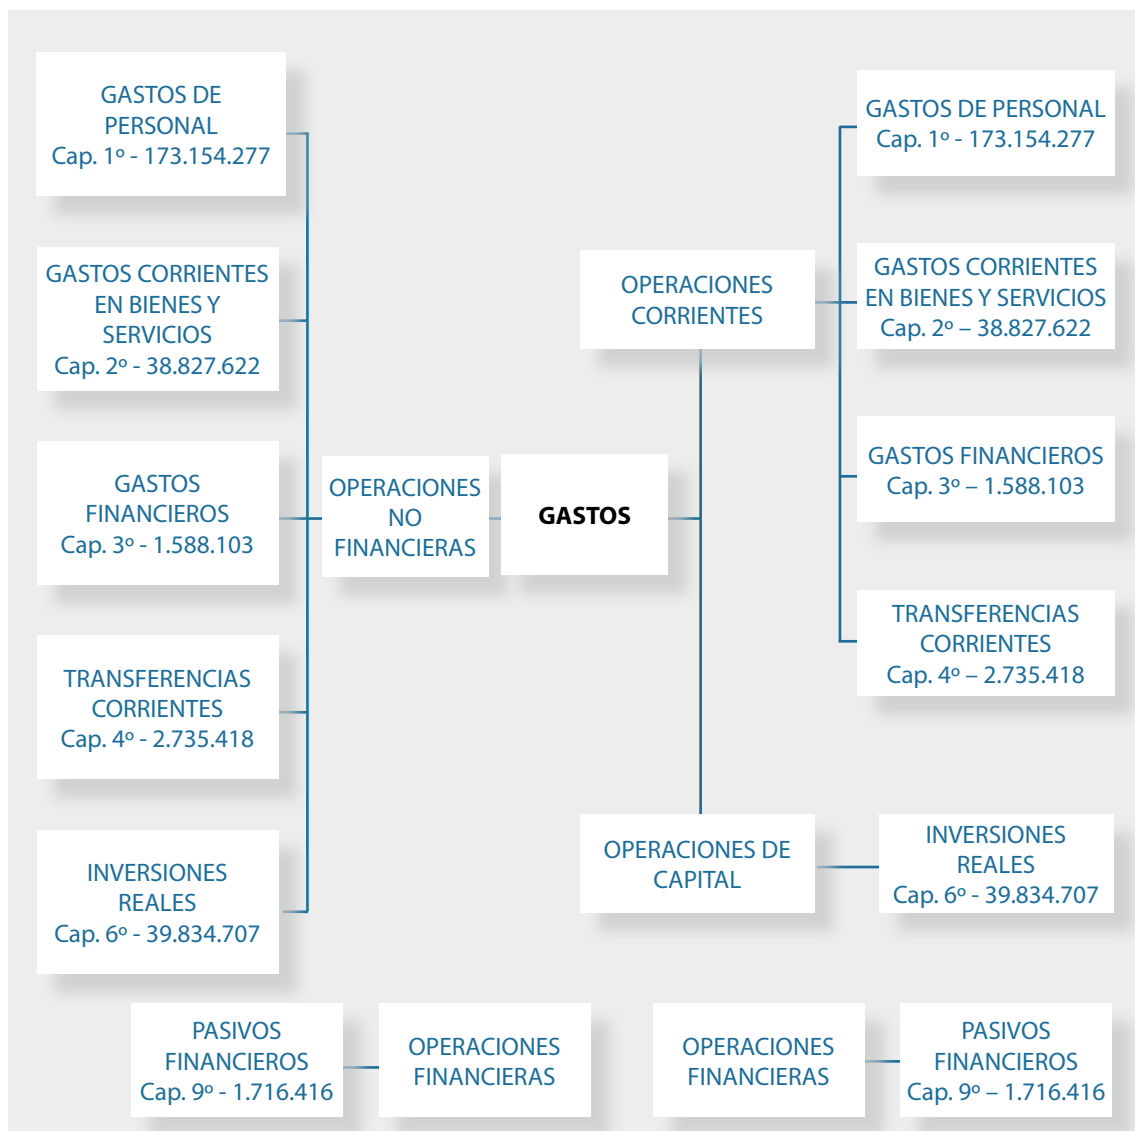 GASTOS DE
PERSONAL
Cap. 1º - 173.154.277
GASTOS CORRIENTES
EN BIENES Y
SERVICIOS
Cap. 2º - 38.827.622
GASTOS
FINANCIEROS
Cap. 3º - 1.588.103
TRANSFERENCIAS
CORRIENTES
Cap. 4º - 2.735.418
INVERSIONES
REALES
Cap. 6º - 39.834.707
OPERACIONES
NO
FINANCIERAS
GASTOS
OPERACIONES
CORRIENTES
GASTOS DE PERSONAL
Cap. 1º - 173.154.277
GASTOS CORRIENTES
EN BIENES Y SERVICIOS
Cap. 2º – 38.827.622
GASTOS FINANCIEROS
Cap. 3º – 1.588.103
TRANSFERENCIAS
CORRIENTES
Cap. 4º – 2.735.418
OPERACIONES DE
CAPITAL
INVERSIONES
REALES
Cap. 6º - 39.834.707
PASIVOS
FINANCIEROS
Cap. 9º - 1.716.416
OPERACIONES
FINANCIERAS
OPERACIONES
FINANCIERAS
PASIVOS
FINANCIEROS
Cap. 9º – 1.716.416